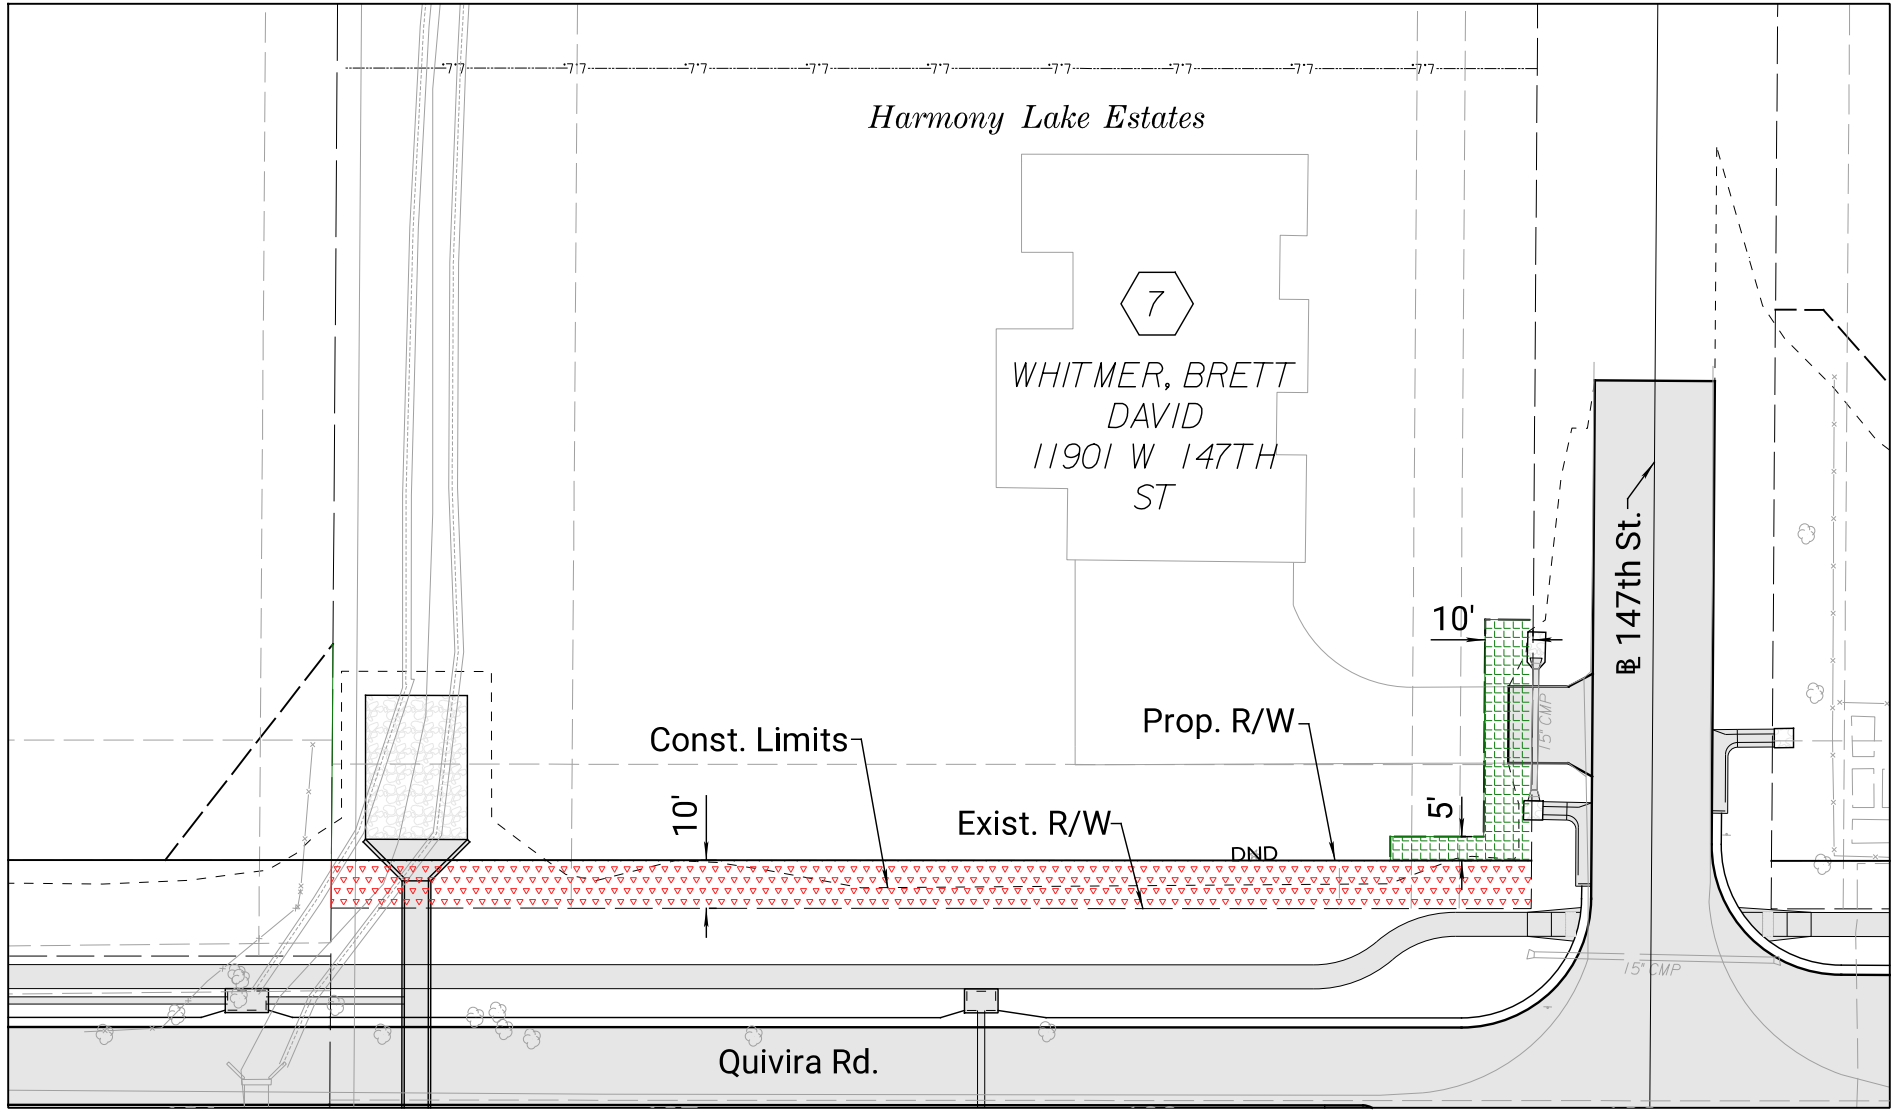 Harmony Lake Estates
7
WHITMER, BRETT
DAVID
11901 W 147TH
ST
℄ 147th St.
10'
15" CMP
Prop. R/W
Const. Limits
10'
Exist. R/W
5'
DND
15" CMP
Quivira Rd.